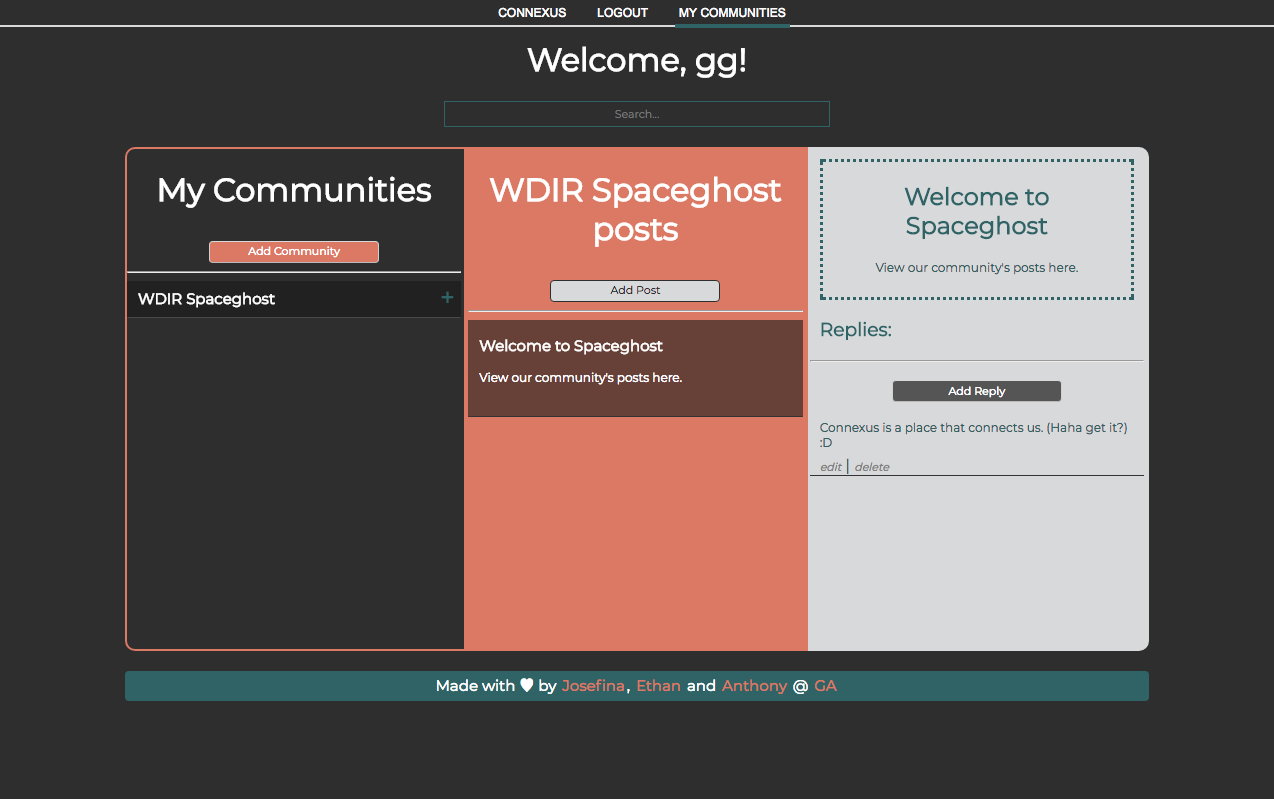 CONNEXUS LOGOUT MY COMMUNITIES
Welcome, gg!
Search...
My Communities
Add Community
WDIR Spaceghost +
WDIR Spaceghost
posts
Add Post
Welcome to Spaceghost
View our community's posts here.
Welcome to
Spaceghost
View our community's posts here.
Replies:
Add Reply
Connexus is a place that connects us. (Haha get it?)
:D
edit | delete
Made with ♥ by Josefina, Ethan and Anthony @ GA